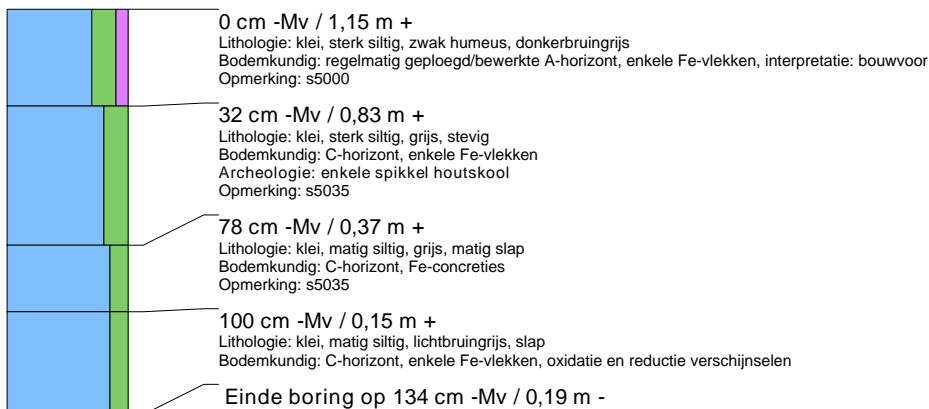 0 cm -Mv / 1,15 m +
Lithologie: klei, sterk siltig, zwak humeus, donkerbruingrijs
Bodemkundig: regelmatig geploegd/bewerkte A-horizont, enkele Fe-vlekken, interpretatie: bouwvoor
Opmerking: s5000
32 cm -Mv / 0,83 m +
Lithologie: klei, sterk siltig, grijs, stevig
Bodemkundig: C-horizont, enkele Fe-vlekken
Archeologie: enkele spikkel houtskool
Opmerking: s5035
78 cm -Mv / 0,37 m +
Lithologie: klei, matig siltig, grijs, matig slap
Bodemkundig: C-horizont, Fe-concreties
Opmerking: s5035
100 cm -Mv / 0,15 m +
Lithologie: klei, matig siltig, lichtbruingrijs, slap
Bodemkundig: C-horizont, enkele Fe-vlekken, oxidatie en reductie verschijnselen
Einde boring op 134 cm -Mv / 0,19 m -